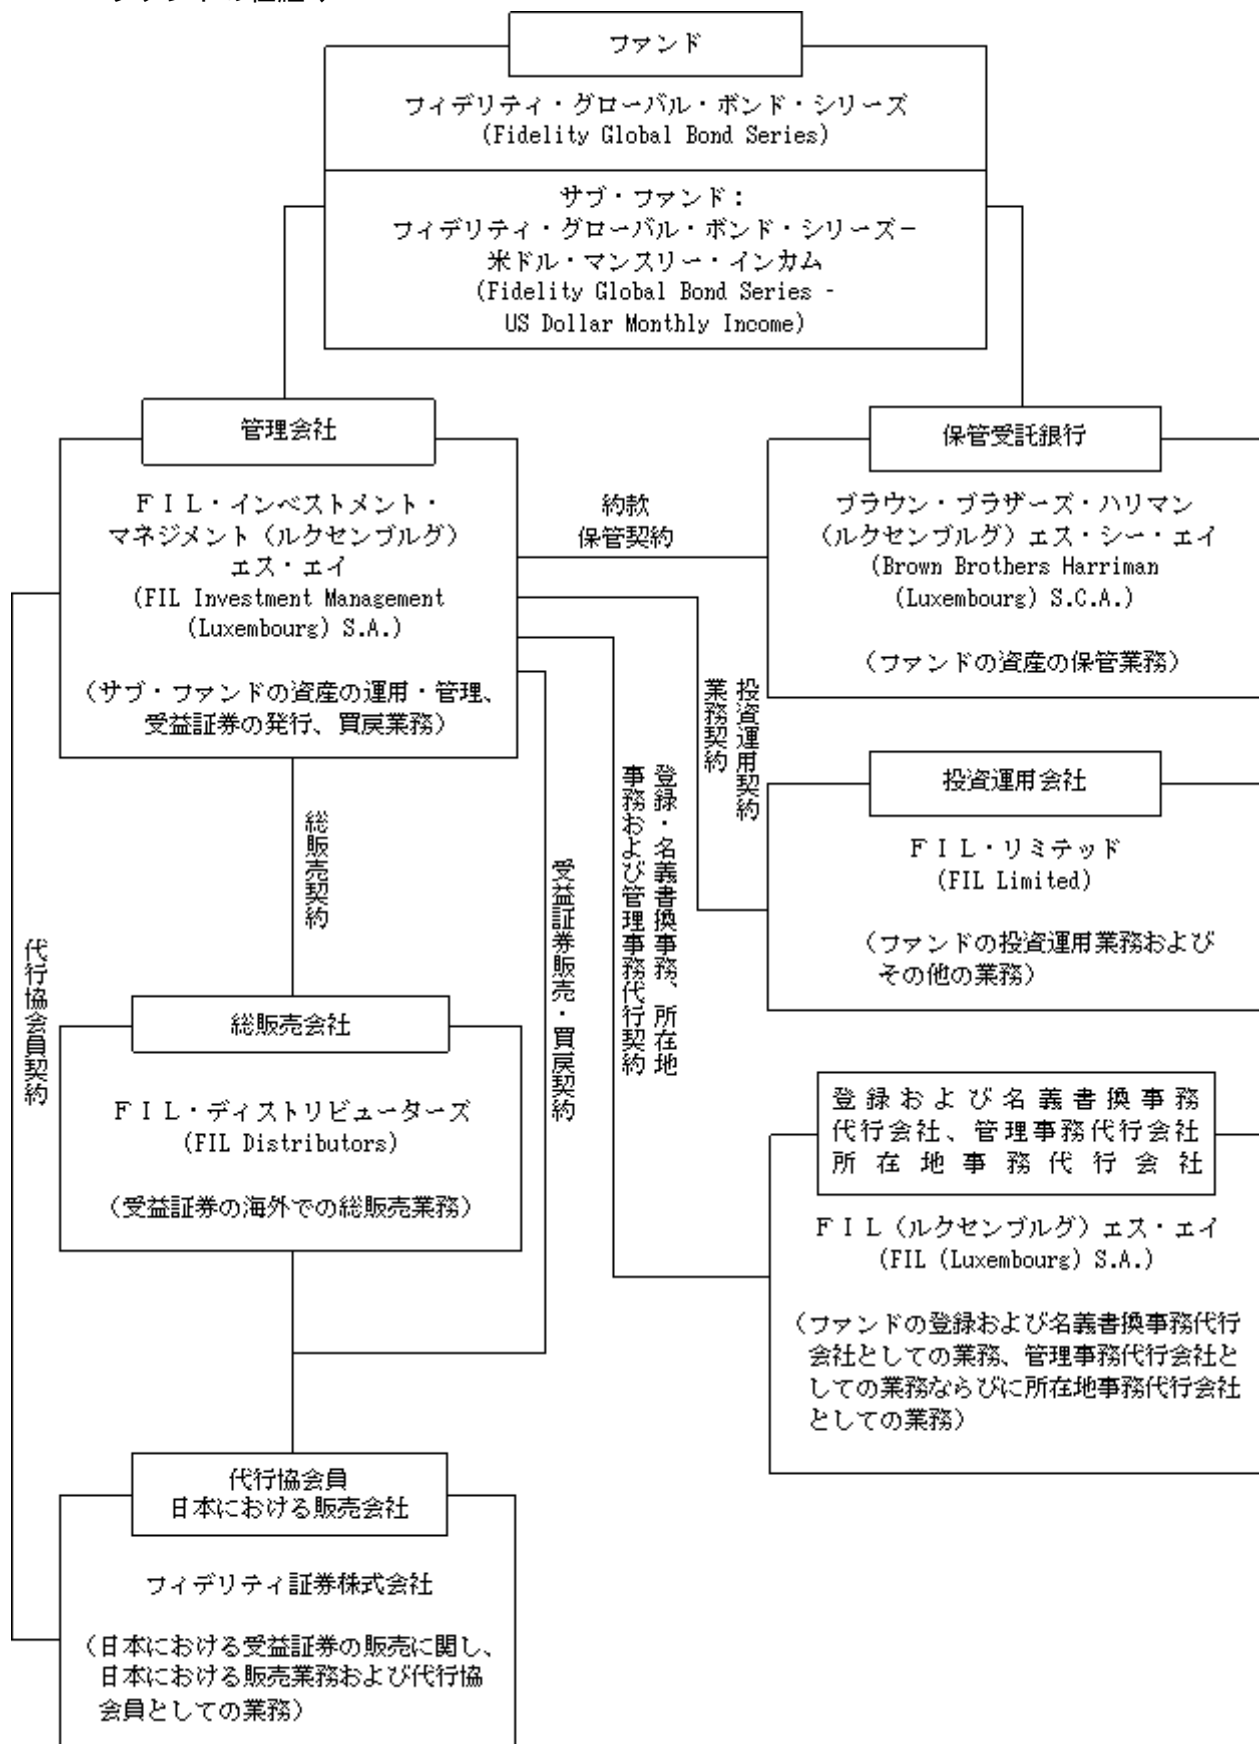 ファンドの仕組み
ファンド
フィデリティ・グローバル・ボンド・シリーズ
(Fidelity Global Bond Series)
サブ・ファンド：
フィデリティ・グローバル・ボンド・シリーズ－
米ドル・マンスリー・インカム
(Fidelity Global Bond Series -
US Dollar Monthly Income)
管理会社
ＦＩＬ・インベストメント・
マネジメント（ルクセンブルグ）
エス・エイ
(FIL Investment Management
(Luxembourg) S.A.)
（サブ・ファンドの資産の運用・管理、
受益証券の発行、買戻業務）
約款
保管契約
保管受託銀行
ブラウン・ブラザーズ・ハリマン
（ルクセンブルグ）エス・シー・エイ
(Brown Brothers Harriman
(Luxembourg) S.C.A.)
（ファンドの資産の保管業務）
投資運用契約
業務契約
投資運用会社
ＦＩＬ・リミテッド
(FIL Limited)
（ファンドの投資運用業務および
その他の業務）
登録・名義書換事務、所在地
事務および管理事務代行契約
受益証券販売・買戻契約
総販売契約
代行協会員契約
総販売会社
ＦＩＬ・ディストリビューターズ
(FIL Distributors)
（受益証券の海外での総販売業務）
登録および名義書換事務
代行会社、管理事務代行会社
所在地事務代行会社
ＦＩＬ（ルクセンブルグ）エス・エイ
(FIL (Luxembourg) S.A.)
（ファンドの登録および名義書換事務代行
会社としての業務、管理事務代行会社と
しての業務ならびに所在地事務代行会社
としての業務）
代行協会員
日本における販売会社
フィデリティ証券株式会社
（日本における受益証券の販売に関し、
日本における販売業務および代行協
会員としての業務）